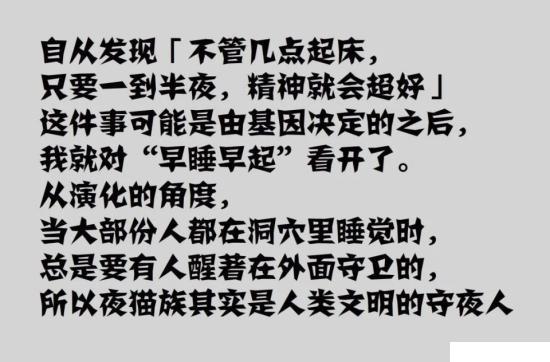 自从发现「不管几点起床，
只要一到半夜，精神就会超好」
这件事可能是由基因决定的之后，
我就对“早睡早起”看开了。
从演化的角度，
当大部份人都在洞穴里睡觉时，
总是要有人醒著在外面守卫的，
所以夜猫族其实是人类文明的守夜人